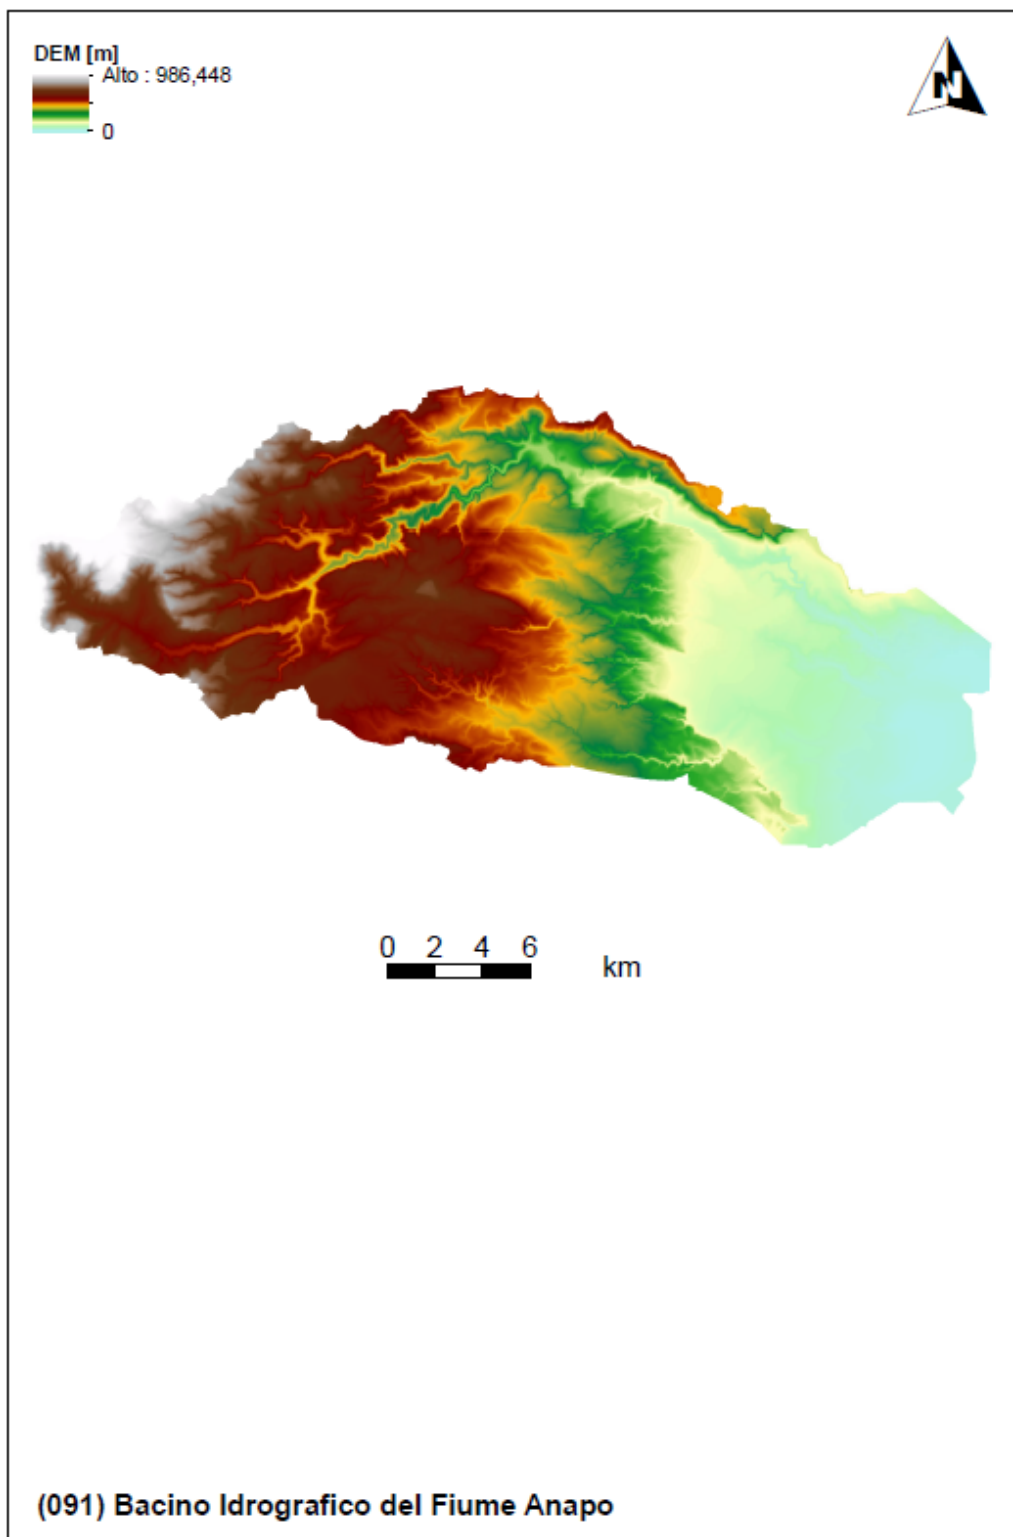 DEM [m]
Alto : 986,448
0
N
0 2 4 6
km
(091) Bacino Idrografico del Fiume Anapo